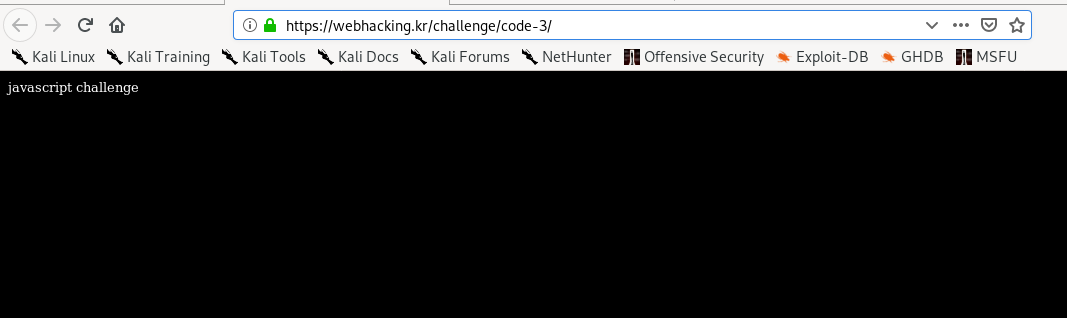 https://webhacking.kr/challenge/code-3/
Kali Linux Kali Training Kali Tools Kali Docs Kali Forums NetHunter Offensive Security Exploit-DB GHDB MSFU
javascript challenge